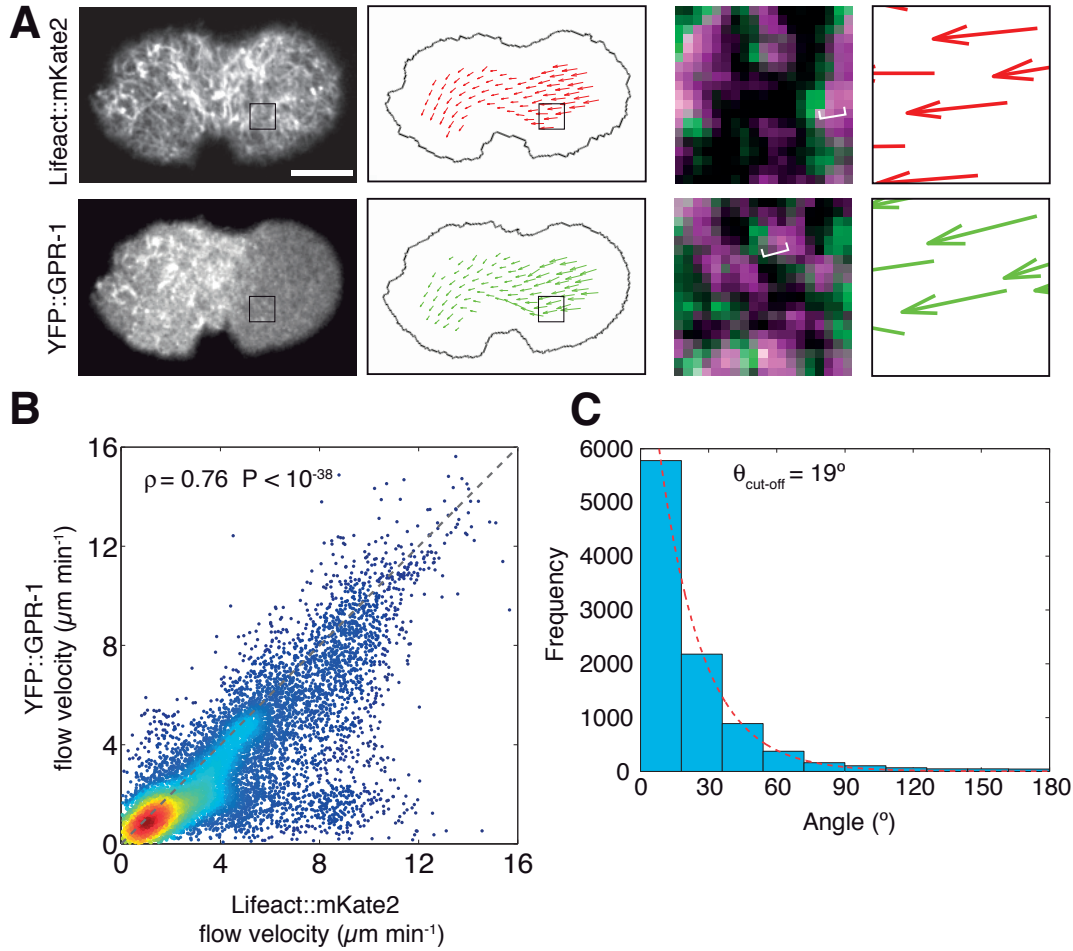 A
Lifeact::mKate2
YFP::GPR-1
B
16
12
8
4
0
YFP::GPR-1
flow velocity (µm min⁻¹)
ρ = 0.76 P < 10⁻³⁸
0 4 8 12 16
Lifeact::mKate2
flow velocity (µm min⁻¹)
C
6000
5000
4000
3000
2000
1000
0
Frequency
θcut-off = 19º
0 30 60 90 120 150 180
Angle (º)